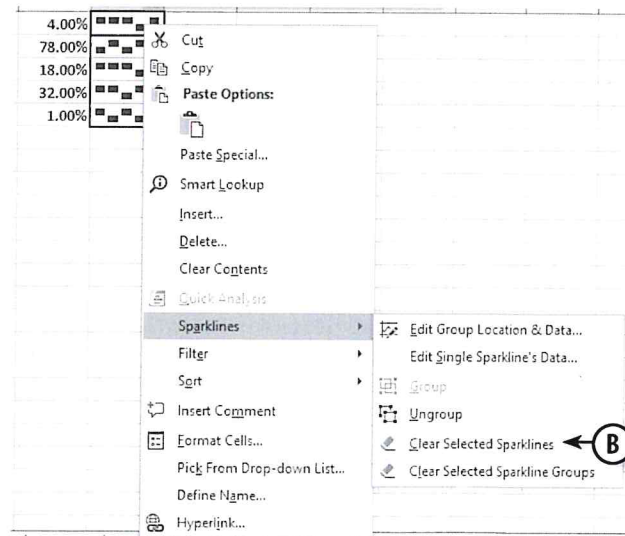 4.00%
78.00%
18.00%
32.00%
1.00%
Cut
Copy
Paste Options:
Paste Special...
Smart Lookup
Insert...
Delete...
Clear Contents
Quick Analysis
Sparklines
Filter
Sort
Insert Comment
Format Cells...
Pick From Drop-down List...
Define Name...
Hyperlink...
Edit Group Location & Data...
Edit Single Sparkline's Data...
Group
Ungroup
Clear Selected Sparklines
B
Clear Selected Sparkline Groups